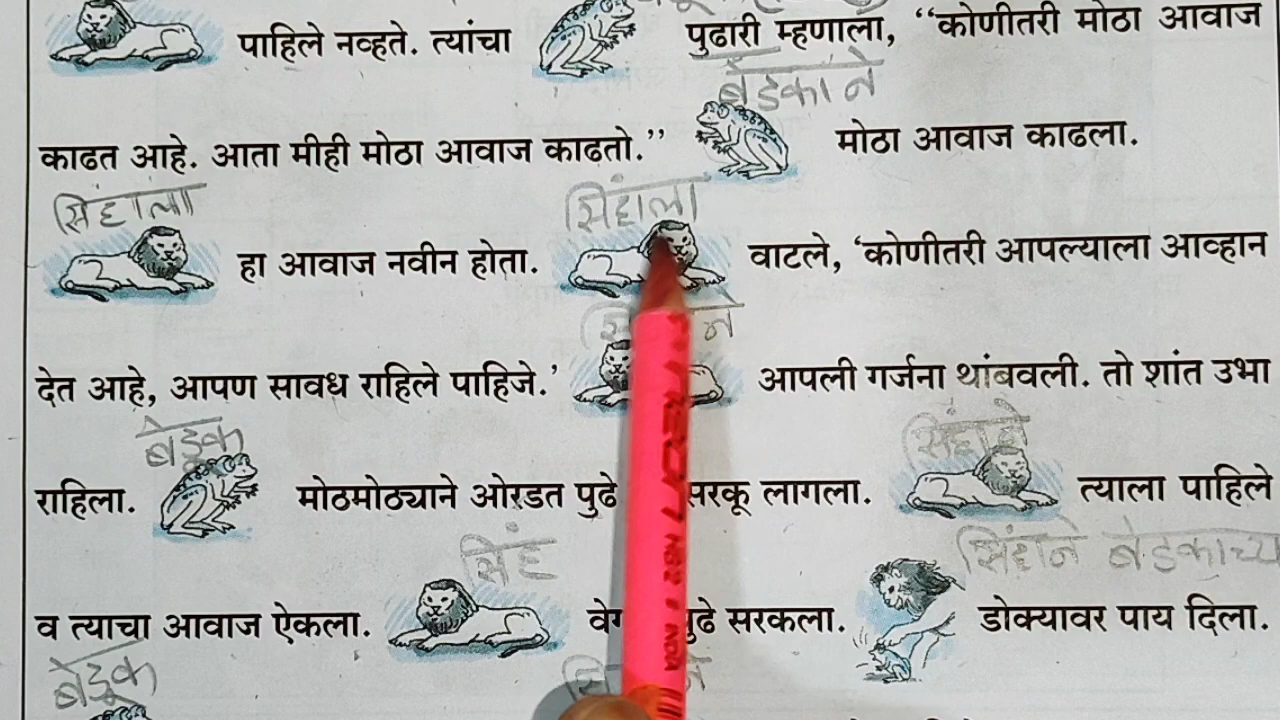 पाहिले नव्हते. त्यांचा पुढारी म्हणाला, “कोणीतरी मोठा आवाज
बेडकाने
काढत आहे. आता मीही मोठा आवाज काढतो.” मोठा आवाज काढला.
सिंहाला सिंहाला
हा आवाज नवीन होता. वाटले, ‘कोणीतरी आपल्याला आव्हान
देत आहे, आपण सावध राहिले पाहिजे.’ आपली गर्जना थांबवली. तो शांत उभा
बेडूक सिंहाने
राहिला. मोठमोठ्याने ओरडत पुढे सरकू लागला. त्याला पाहिले
सिंह सिंहाने बेडकाच्या
व त्याचा आवाज ऐकला. पुढे सरकला. डोक्यावर पाय दिला.
बेडूक